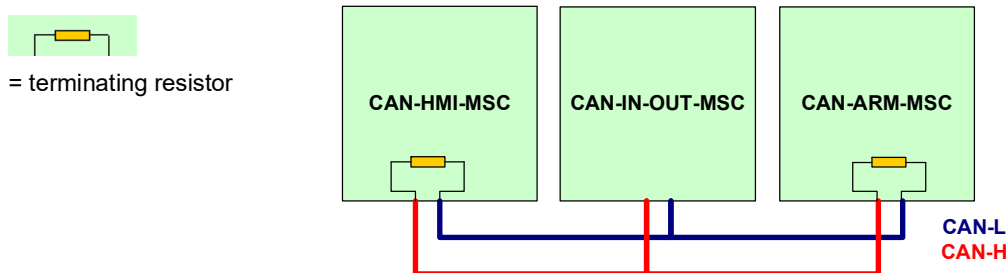 = terminating resistor
CAN-HMI-MSC
CAN-IN-OUT-MSC
CAN-ARM-MSC
CAN-L
CAN-H